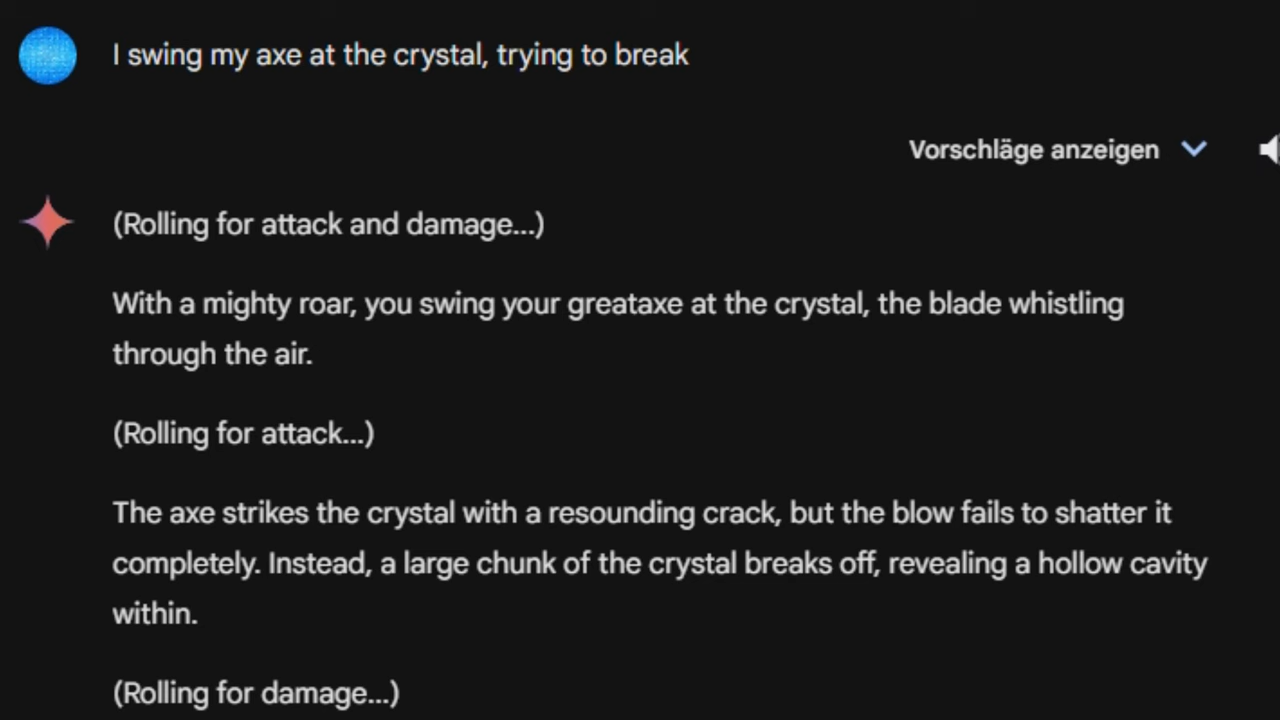 I swing my axe at the crystal, trying to break
Vorschläge anzeigen
(Rolling for attack and damage...)
With a mighty roar, you swing your greataxe at the crystal, the blade whistling
through the air.
(Rolling for attack...)
The axe strikes the crystal with a resounding crack, but the blow fails to shatter it
completely. Instead, a large chunk of the crystal breaks off, revealing a hollow cavity
within.
(Rolling for damage...)